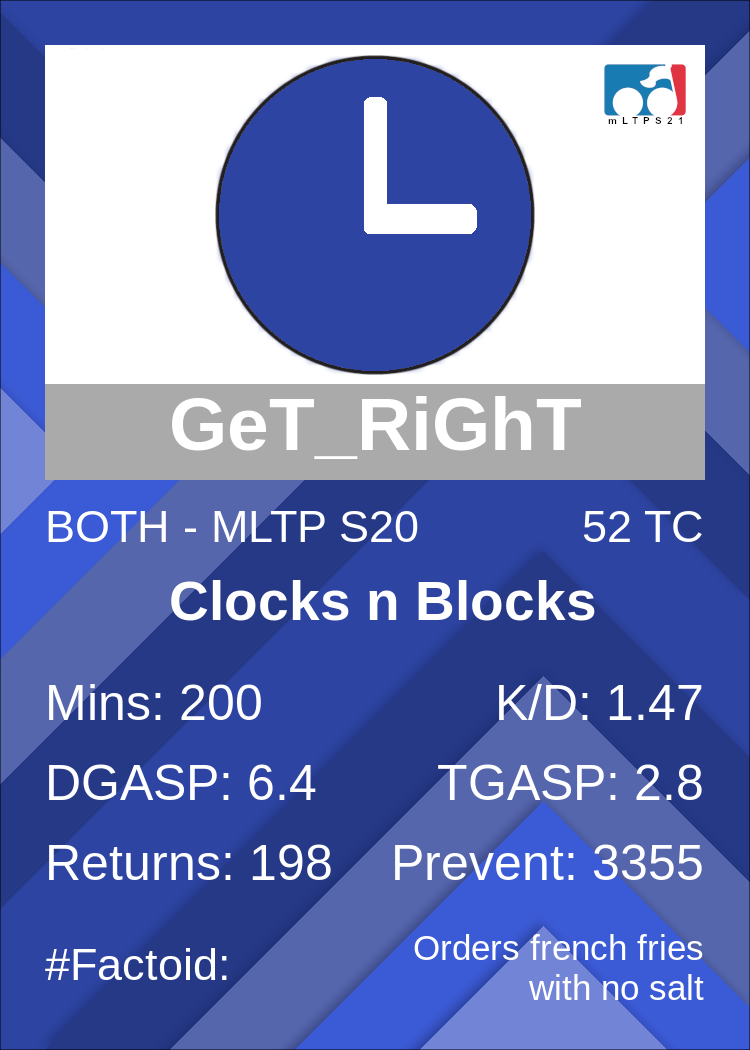 mLTPS21
GeT_RiGhT
BOTH - MLTP S20 52 TC
Clocks n Blocks
Mins: 200 K/D: 1.47
DGASP: 6.4 TGASP: 2.8
Returns: 198 Prevent: 3355
#Factoid: Orders french fries
with no salt